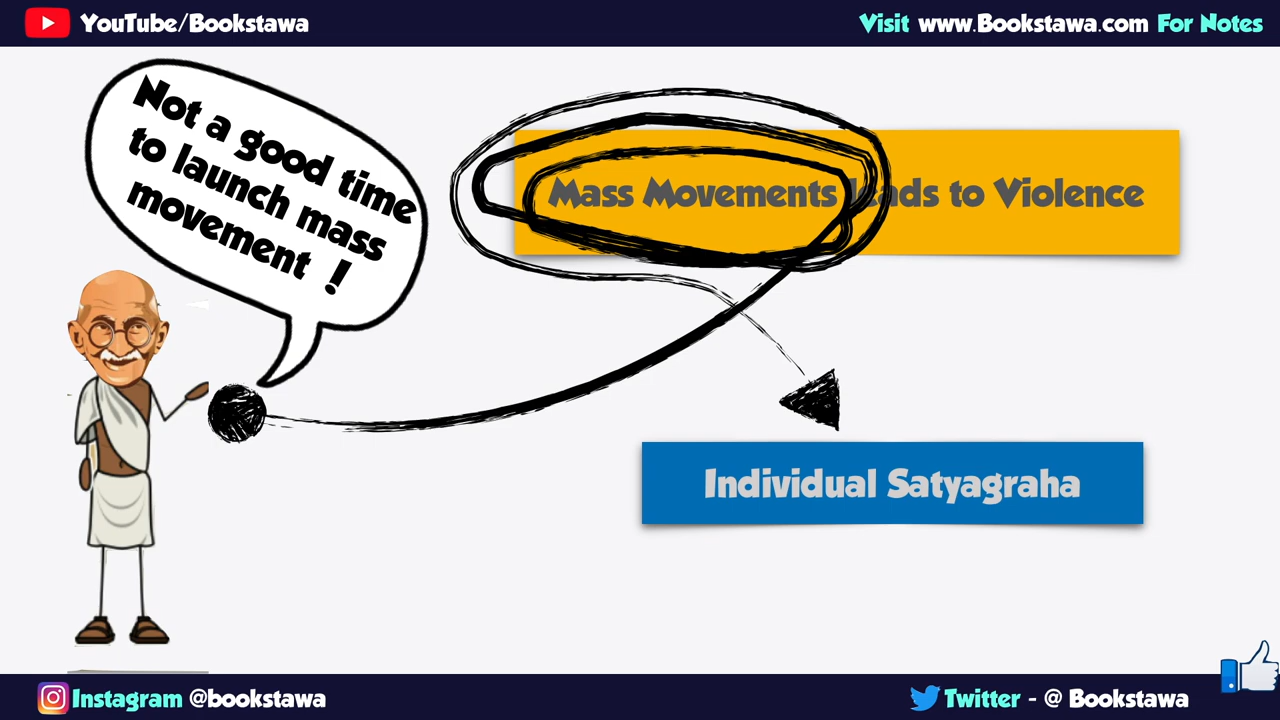 YouTube/Bookstawa
Visit www.Bookstawa.com For Notes
Not a good time
to launch mass
movement !
Mass Movements Leads to Violence
Individual Satyagraha
Instagram @bookstawa
Twitter - @ Bookstawa